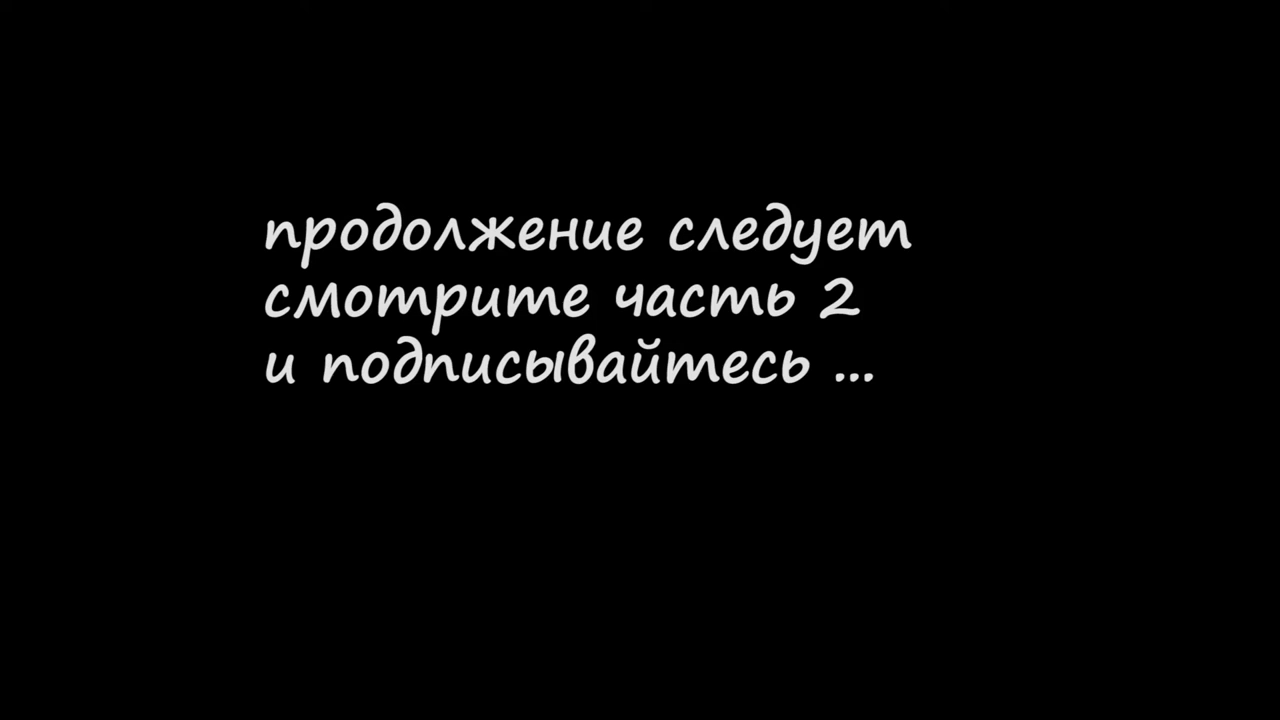 продолжение следует
смотрите часть 2
и подписывайтесь ...